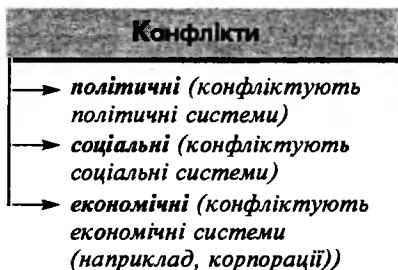 Конфлікти
політичні (конфліктують
політичні системи)
соціальні (конфліктують
соціальні системи)
економічні (конфліктують
економічні системи
(наприклад, корпорації))